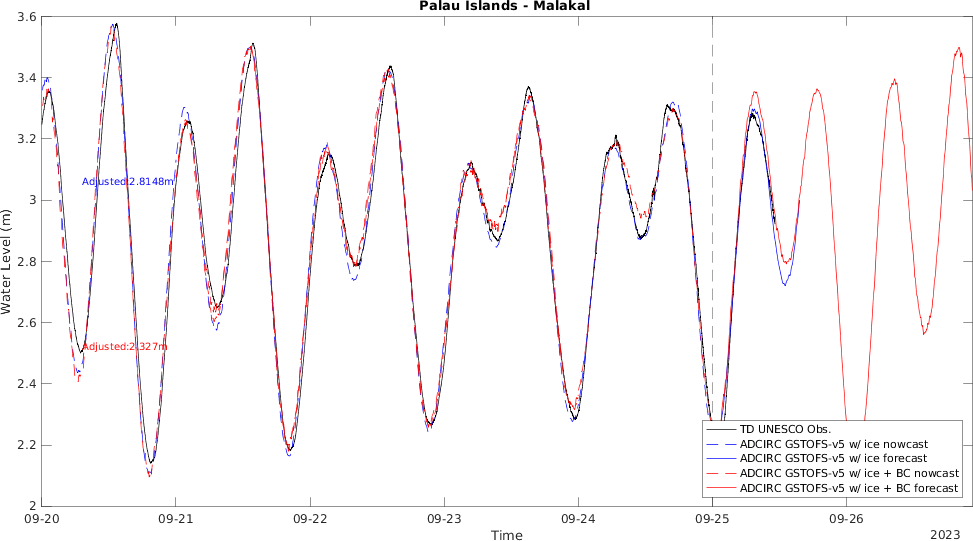 Palau Islands - Malakal
3.6
3.4
3.2
3
2.8
2.6
2.4
2.2
2
Water Level (m)
Adjusted:2.8148m
Adjusted:2.327m
TD UNESCO Obs.
ADCIRC GSTOFS-v5 w/ ice nowcast
ADCIRC GSTOFS-v5 w/ ice forecast
ADCIRC GSTOFS-v5 w/ ice + BC nowcast
ADCIRC GSTOFS-v5 w/ ice + BC forecast
09-20 09-21 09-22 09-23 09-24 09-25 09-26
Time
2023